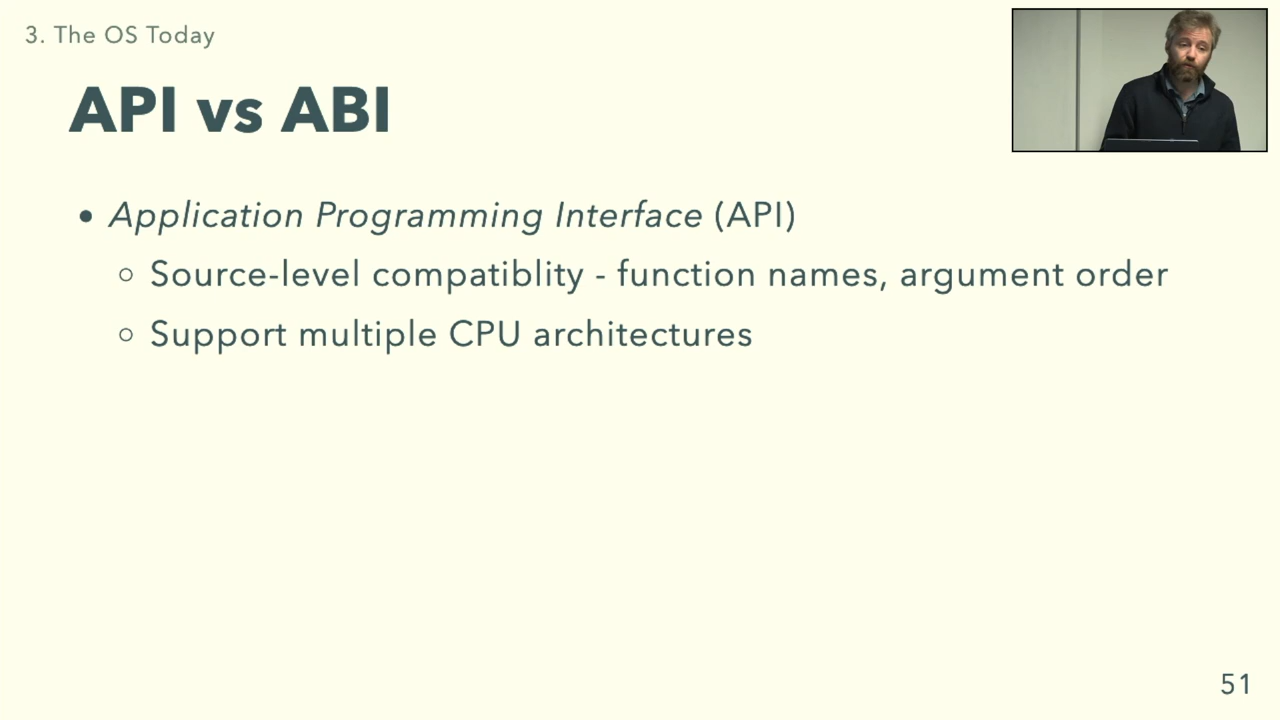 3. The OS Today
API vs ABI
• Application Programming Interface (API)
○ Source-level compatiblity - function names, argument order
○ Support multiple CPU architectures
51